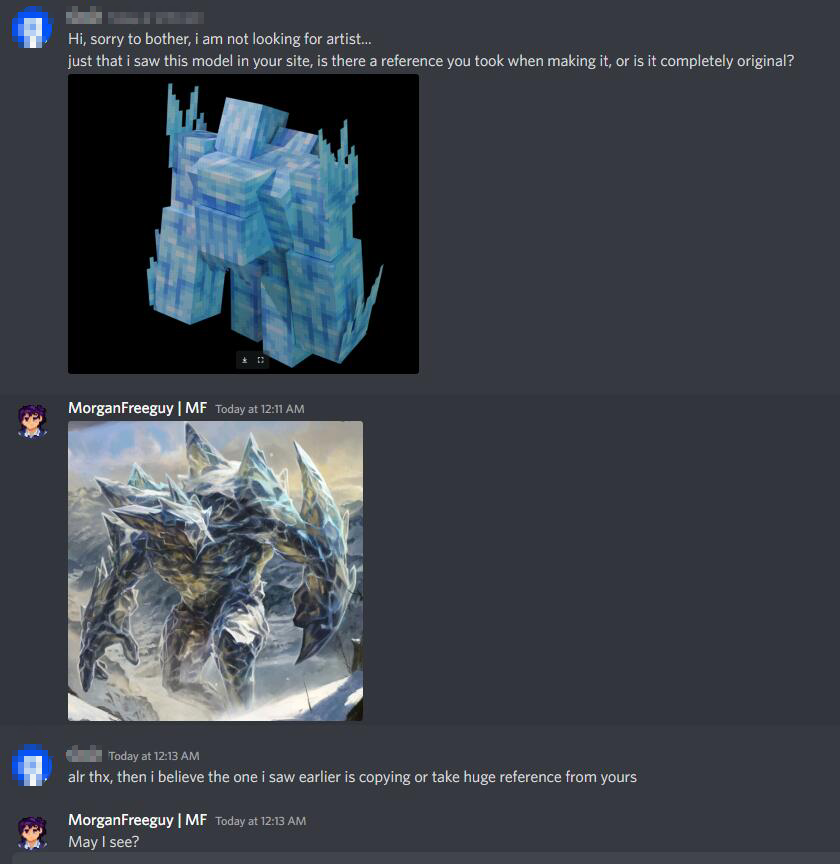 Hi, sorry to bother, i am not looking for artist...
just that i saw this model in your site, is there a reference you took when making it, or is it completely original?
MorganFreeguy | MF Today at 12:11 AM
Today at 12:13 AM
alr thx, then i believe the one i saw earlier is copying or take huge reference from yours
MorganFreeguy | MF Today at 12:13 AM
May I see?